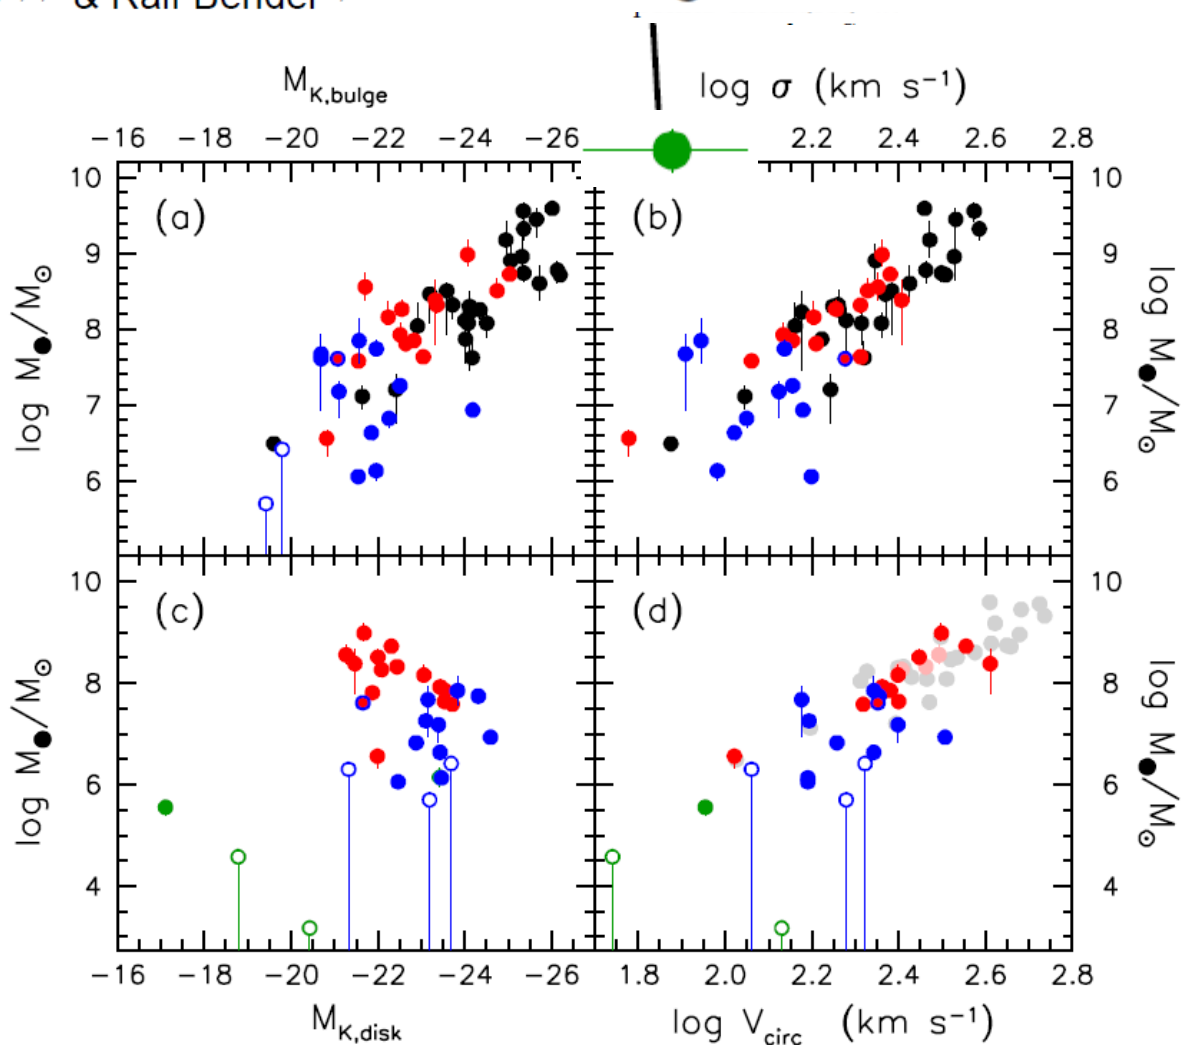 & Ralf Bender
M_K,bulge
log σ (km s⁻¹)
−16 −18 −20 −22 −24 −26
2.2 2.4 2.6 2.8
(a)
(b)
10
9
8
7
6
10
9
8
7
6
log M●/M⊙
log M●/M⊙
(c)
(d)
10
8
6
4
10
8
6
4
log M●/M⊙
log M●/M⊙
−16 −18 −20 −22 −24 −26
1.8 2.0 2.2 2.4 2.6 2.8
M_K,disk
log V_circ (km s⁻¹)